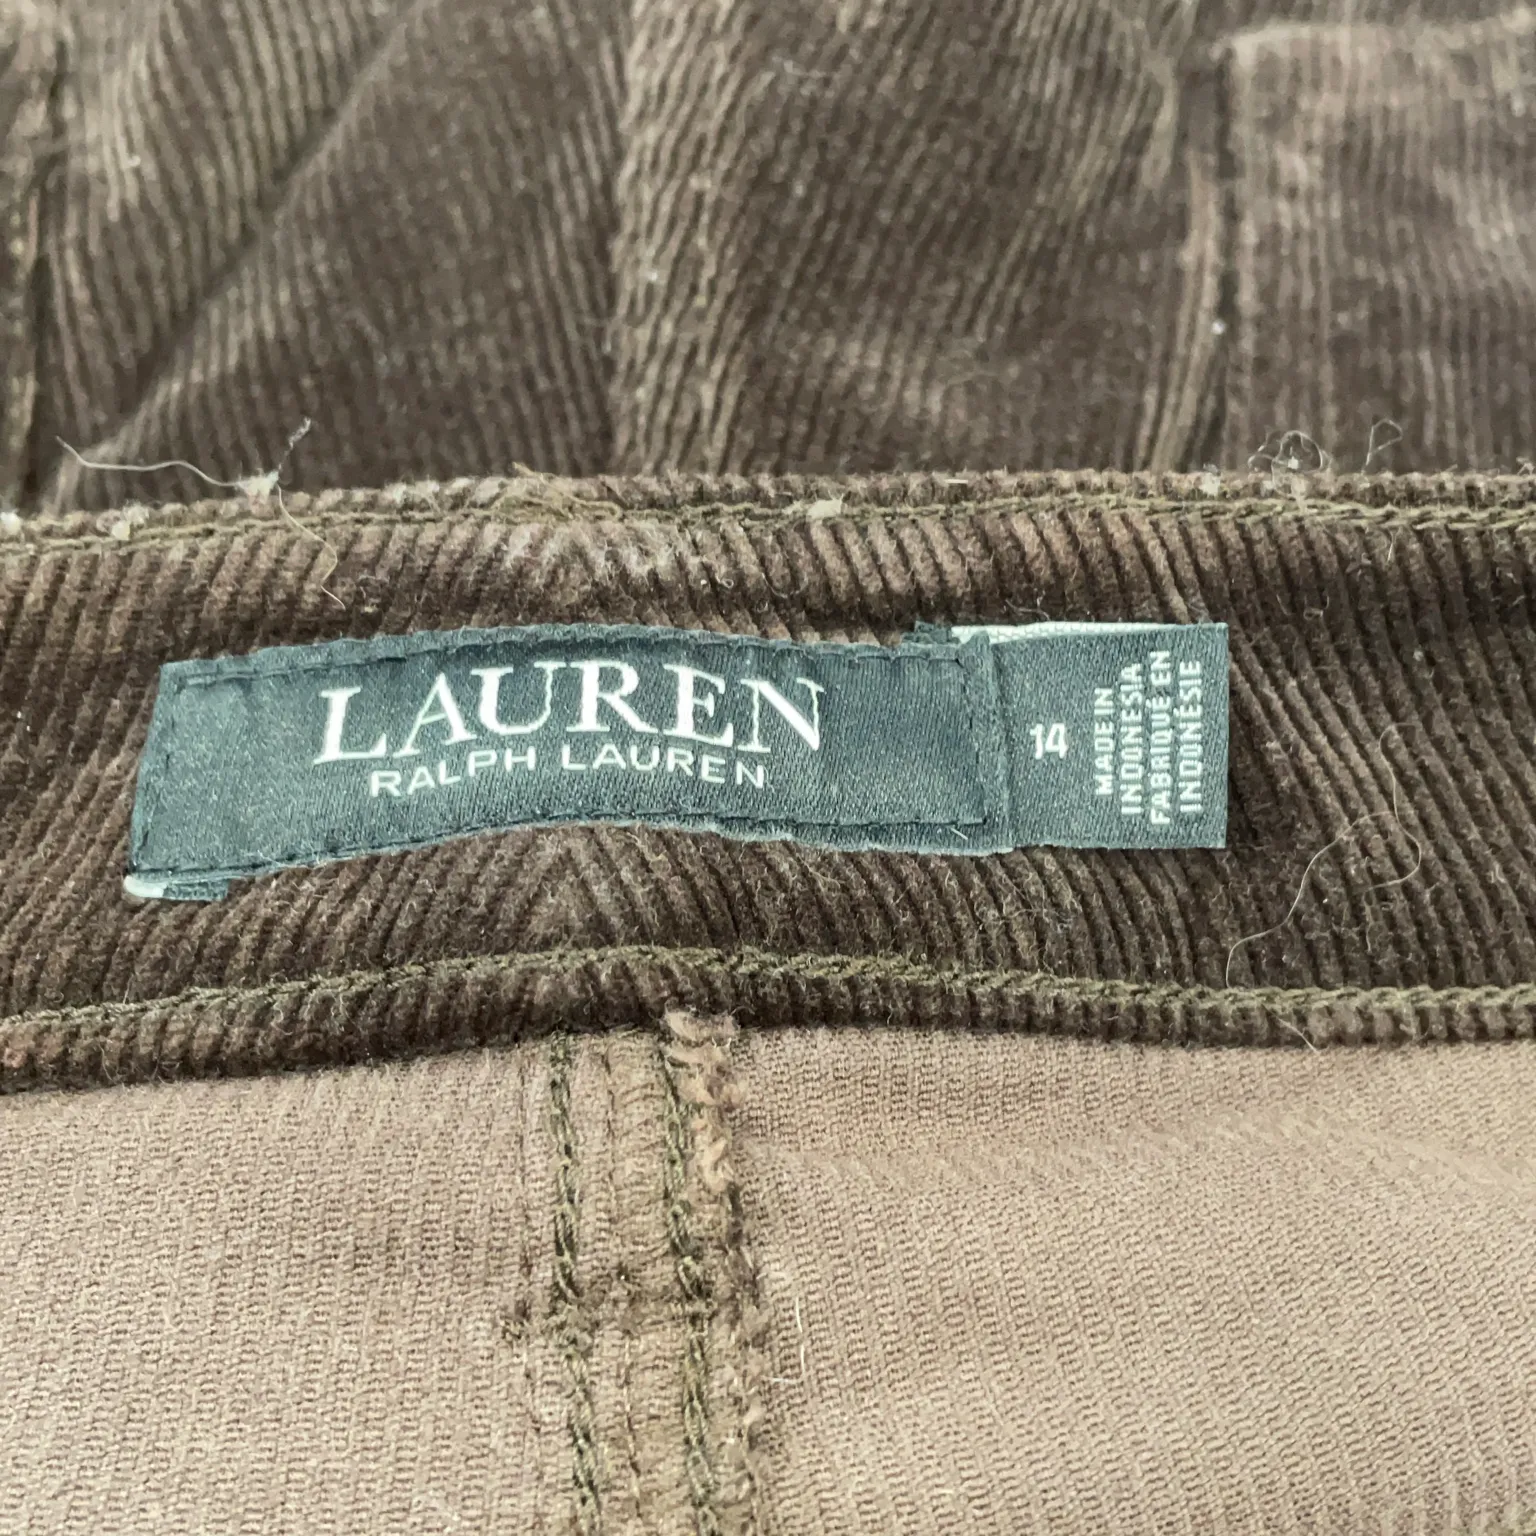 LAUREN
RALPH LAUREN
14
MADE IN
INDONESIA
FABRIQUÉ EN
INDONÉSIE